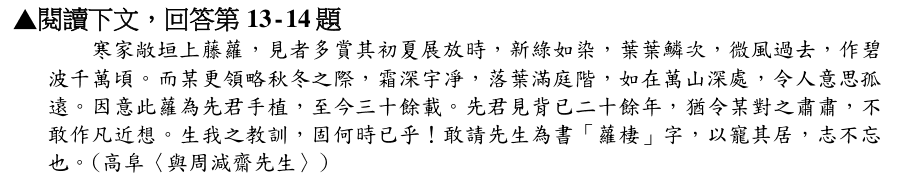 ▲閱讀下文，回答第 13-14 題
寒家敞垣上藤蘿，見者多賞其初夏展放時，新綠如染，葉葉鱗次，微風過去，作碧
波千萬頃。而某更領略秋冬之際，霜深宇凈，落葉滿庭階，如在萬山深處，令人意思孤
遠。因意此蘿為先君手植，至今三十餘載。先君見背已二十餘年，猶令某對之肅肅，不
敢作凡近想。生我之教訓，固何時已乎！敢請先生為書「蘿棲」字，以寵其居，志不忘
也。（高阜〈與周減齋先生〉）